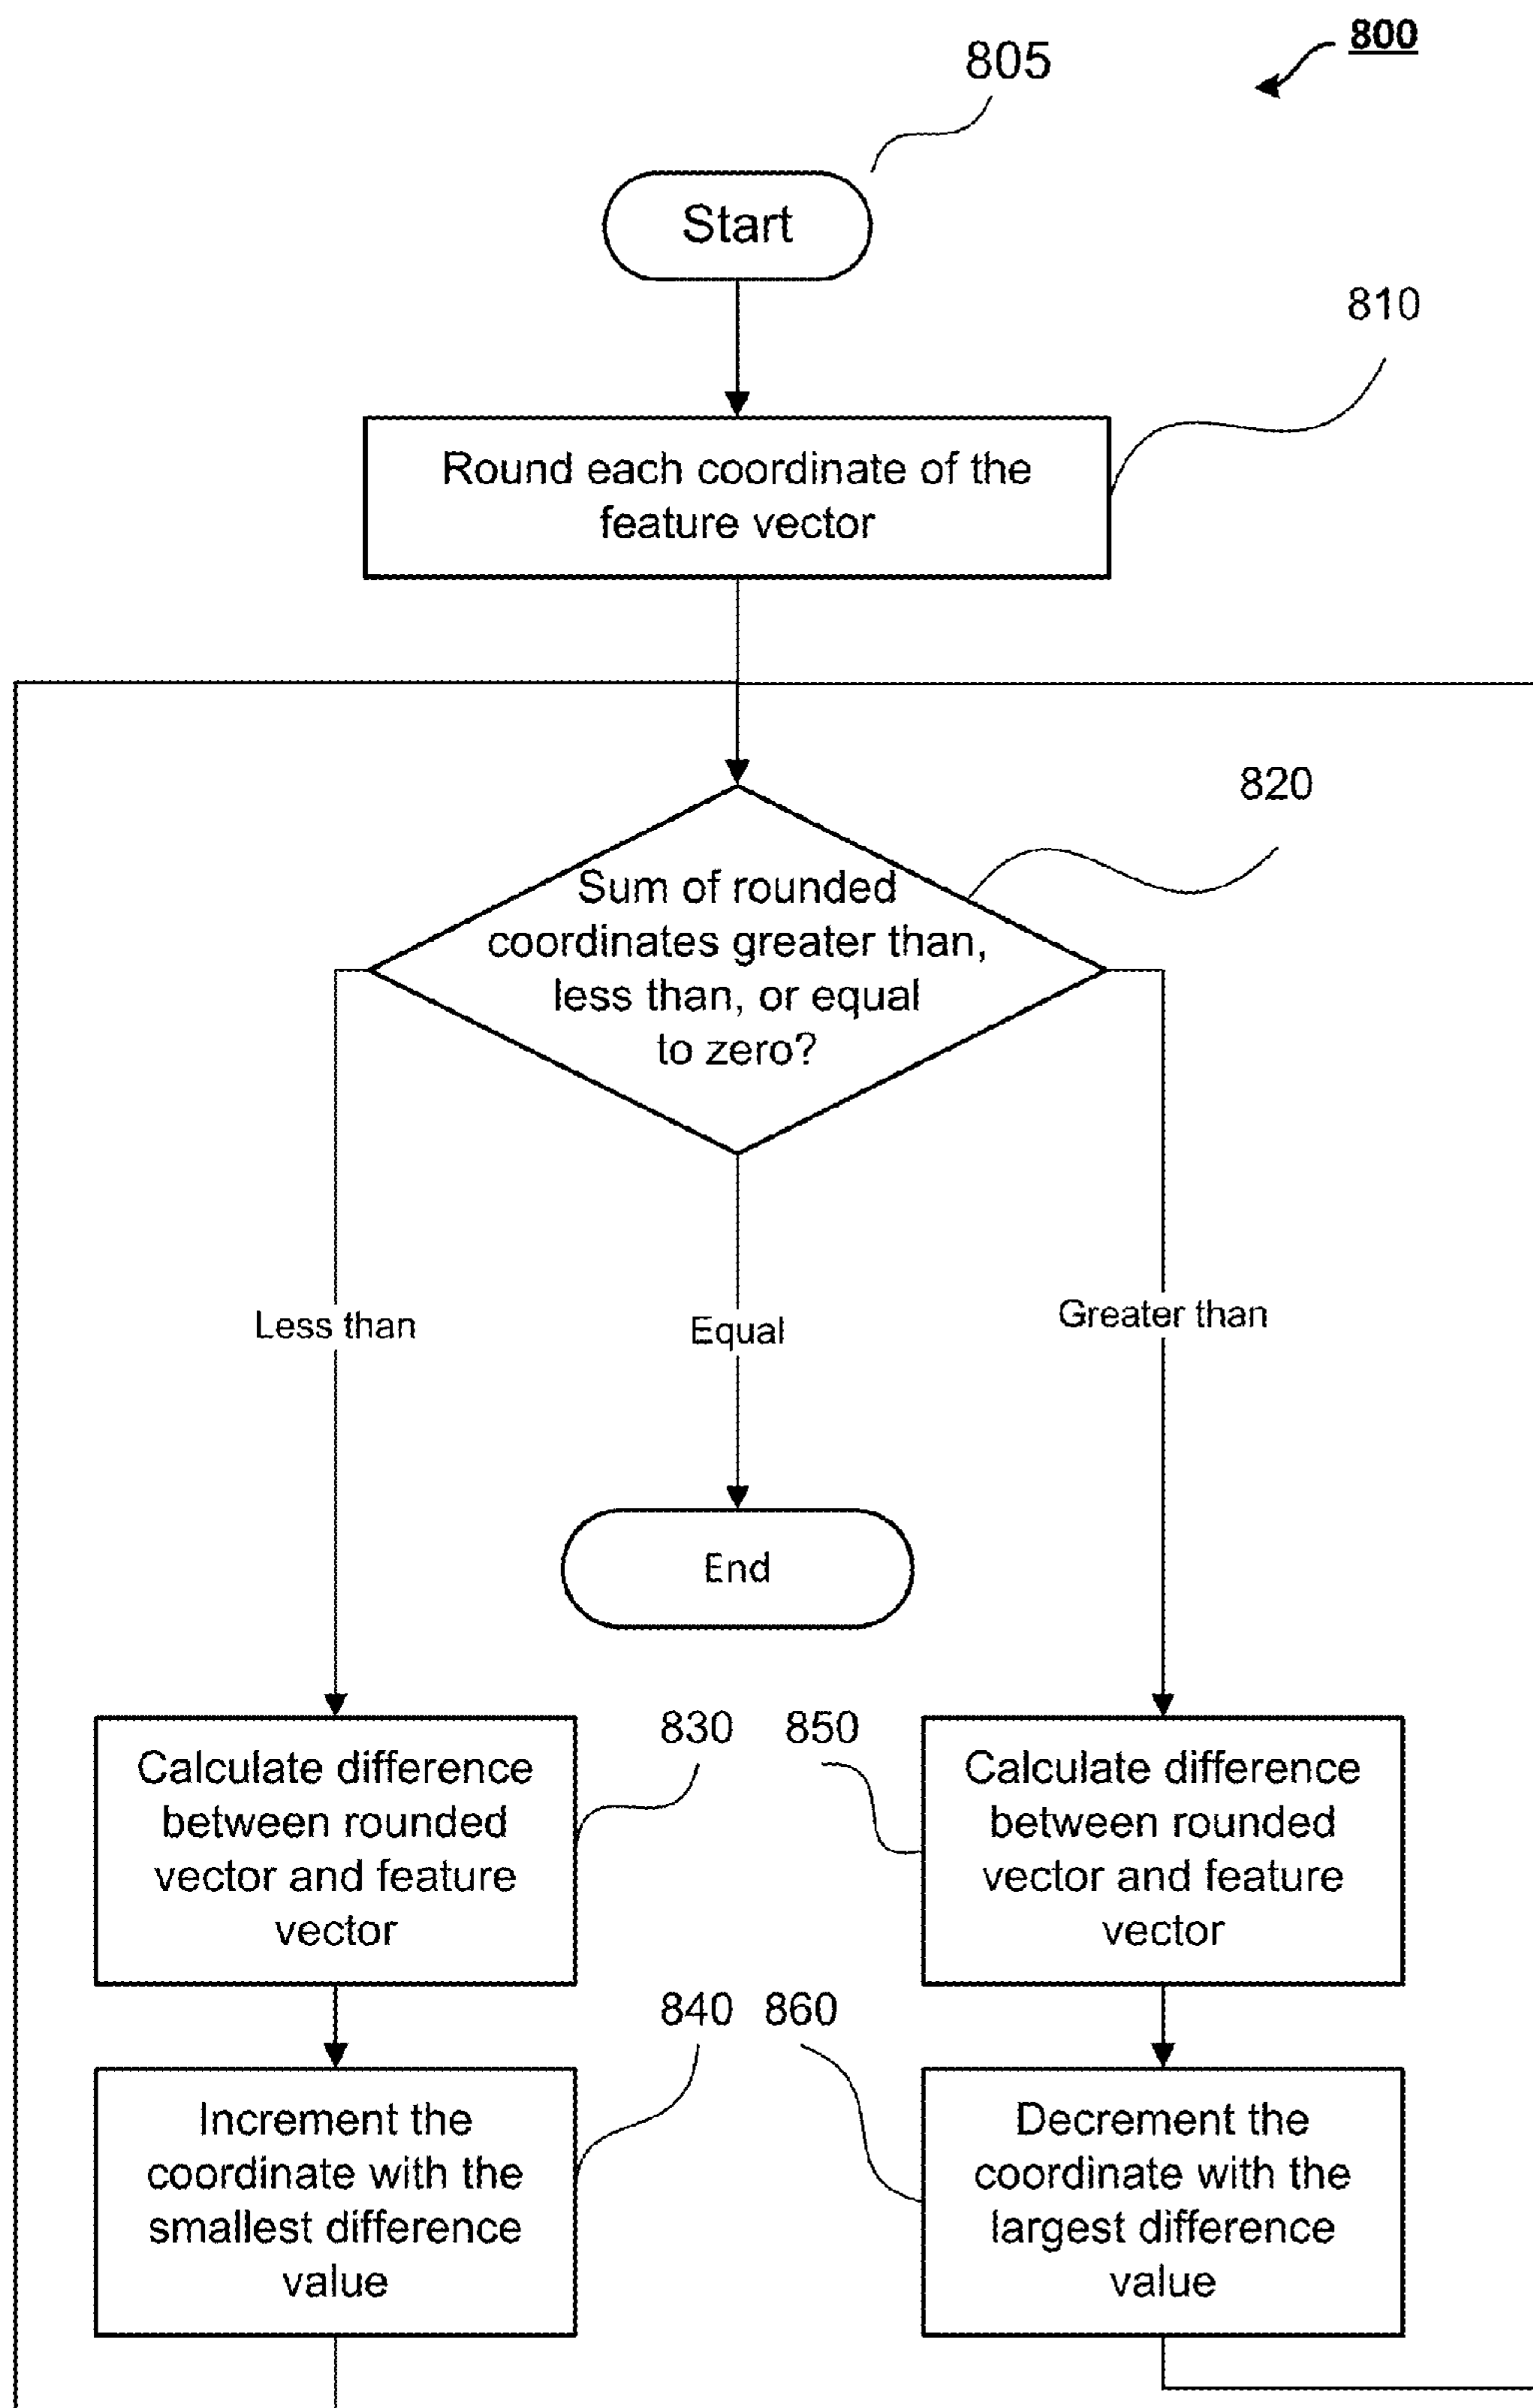 800
805
Start
810
Round each coordinate of the
feature vector
820
Sum of rounded
coordinates greater than,
less than, or equal
to zero?
Less than
Equal
Greater than
End
830
850
Calculate difference
between rounded
vector and feature
vector
Calculate difference
between rounded
vector and feature
vector
840
860
Increment the
coordinate with the
smallest difference
value
Decrement the
coordinate with the
largest difference
value